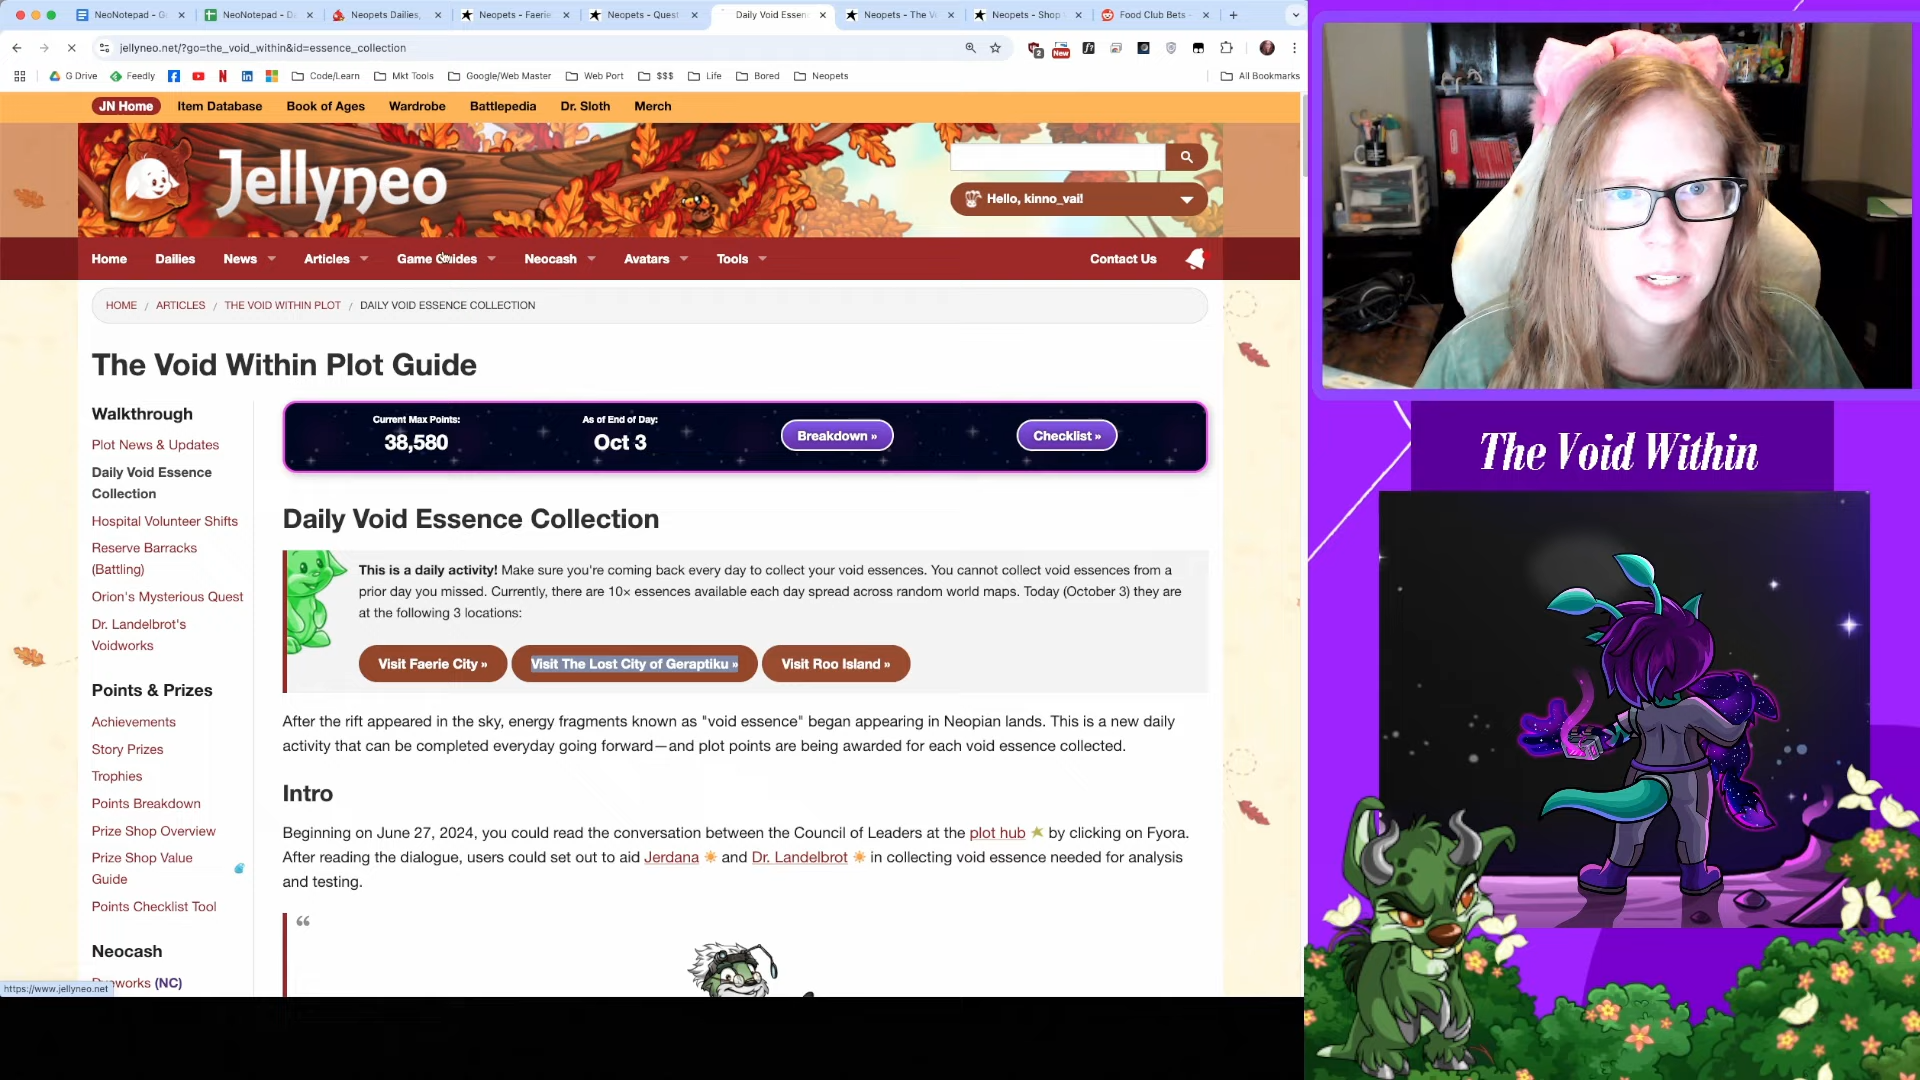 NeoNotepad - G
NeoNotepad - D
Neopets Dailies,
Neopets - Faerie
Neopets - Quest
Daily Void Essen
Neopets - The V
Neopets - Shop
Food Club Bets -
jellyneo.net/?go=the_void_within&id=essence_collection
2
New
G Drive
Feedly
Code/Learn
Mkt Tools
Google/Web Master
Web Port
$$$
Life
Bored
Neopets
All Bookmarks
JN Home
Item Database
Book of Ages
Wardrobe
Battlepedia
Dr. Sloth
Merch
Jellyneo
Hello, kinno_vai!
Home
Dailies
News
Articles
Game Guides
Neocash
Avatars
Tools
Contact Us
HOME / ARTICLES / THE VOID WITHIN PLOT / DAILY VOID ESSENCE COLLECTION
The Void Within Plot Guide
Walkthrough
Plot News & Updates
Daily Void Essence
Collection
Hospital Volunteer Shifts
Reserve Barracks
(Battling)
Orion's Mysterious Quest
Dr. Landelbrot's
Voidworks
Points & Prizes
Achievements
Story Prizes
Trophies
Points Breakdown
Prize Shop Overview
Prize Shop Value
Guide
Points Checklist Tool
Neocash
(NC)
https://www.jellyneo.net
Current Max Points:
38,580
As of End of Day:
Oct 3
Breakdown »
Checklist »
Daily Void Essence Collection
This is a daily activity! Make sure you're coming back every day to collect your void essences. You cannot collect void essences from a
prior day you missed. Currently, there are 10× essences available each day spread across random world maps. Today (October 3) they are
at the following 3 locations:
Visit Faerie City »
Visit The Lost City of Geraptiku »
Visit Roo Island »
After the rift appeared in the sky, energy fragments known as "void essence" began appearing in Neopian lands. This is a new daily
activity that can be completed everyday going forward—and plot points are being awarded for each void essence collected.
Intro
Beginning on June 27, 2024, you could read the conversation between the Council of Leaders at the plot hub by clicking on Fyora.
After reading the dialogue, users could set out to aid Jerdana and Dr. Landelbrot in collecting void essence needed for analysis
and testing.
“
The Void Within